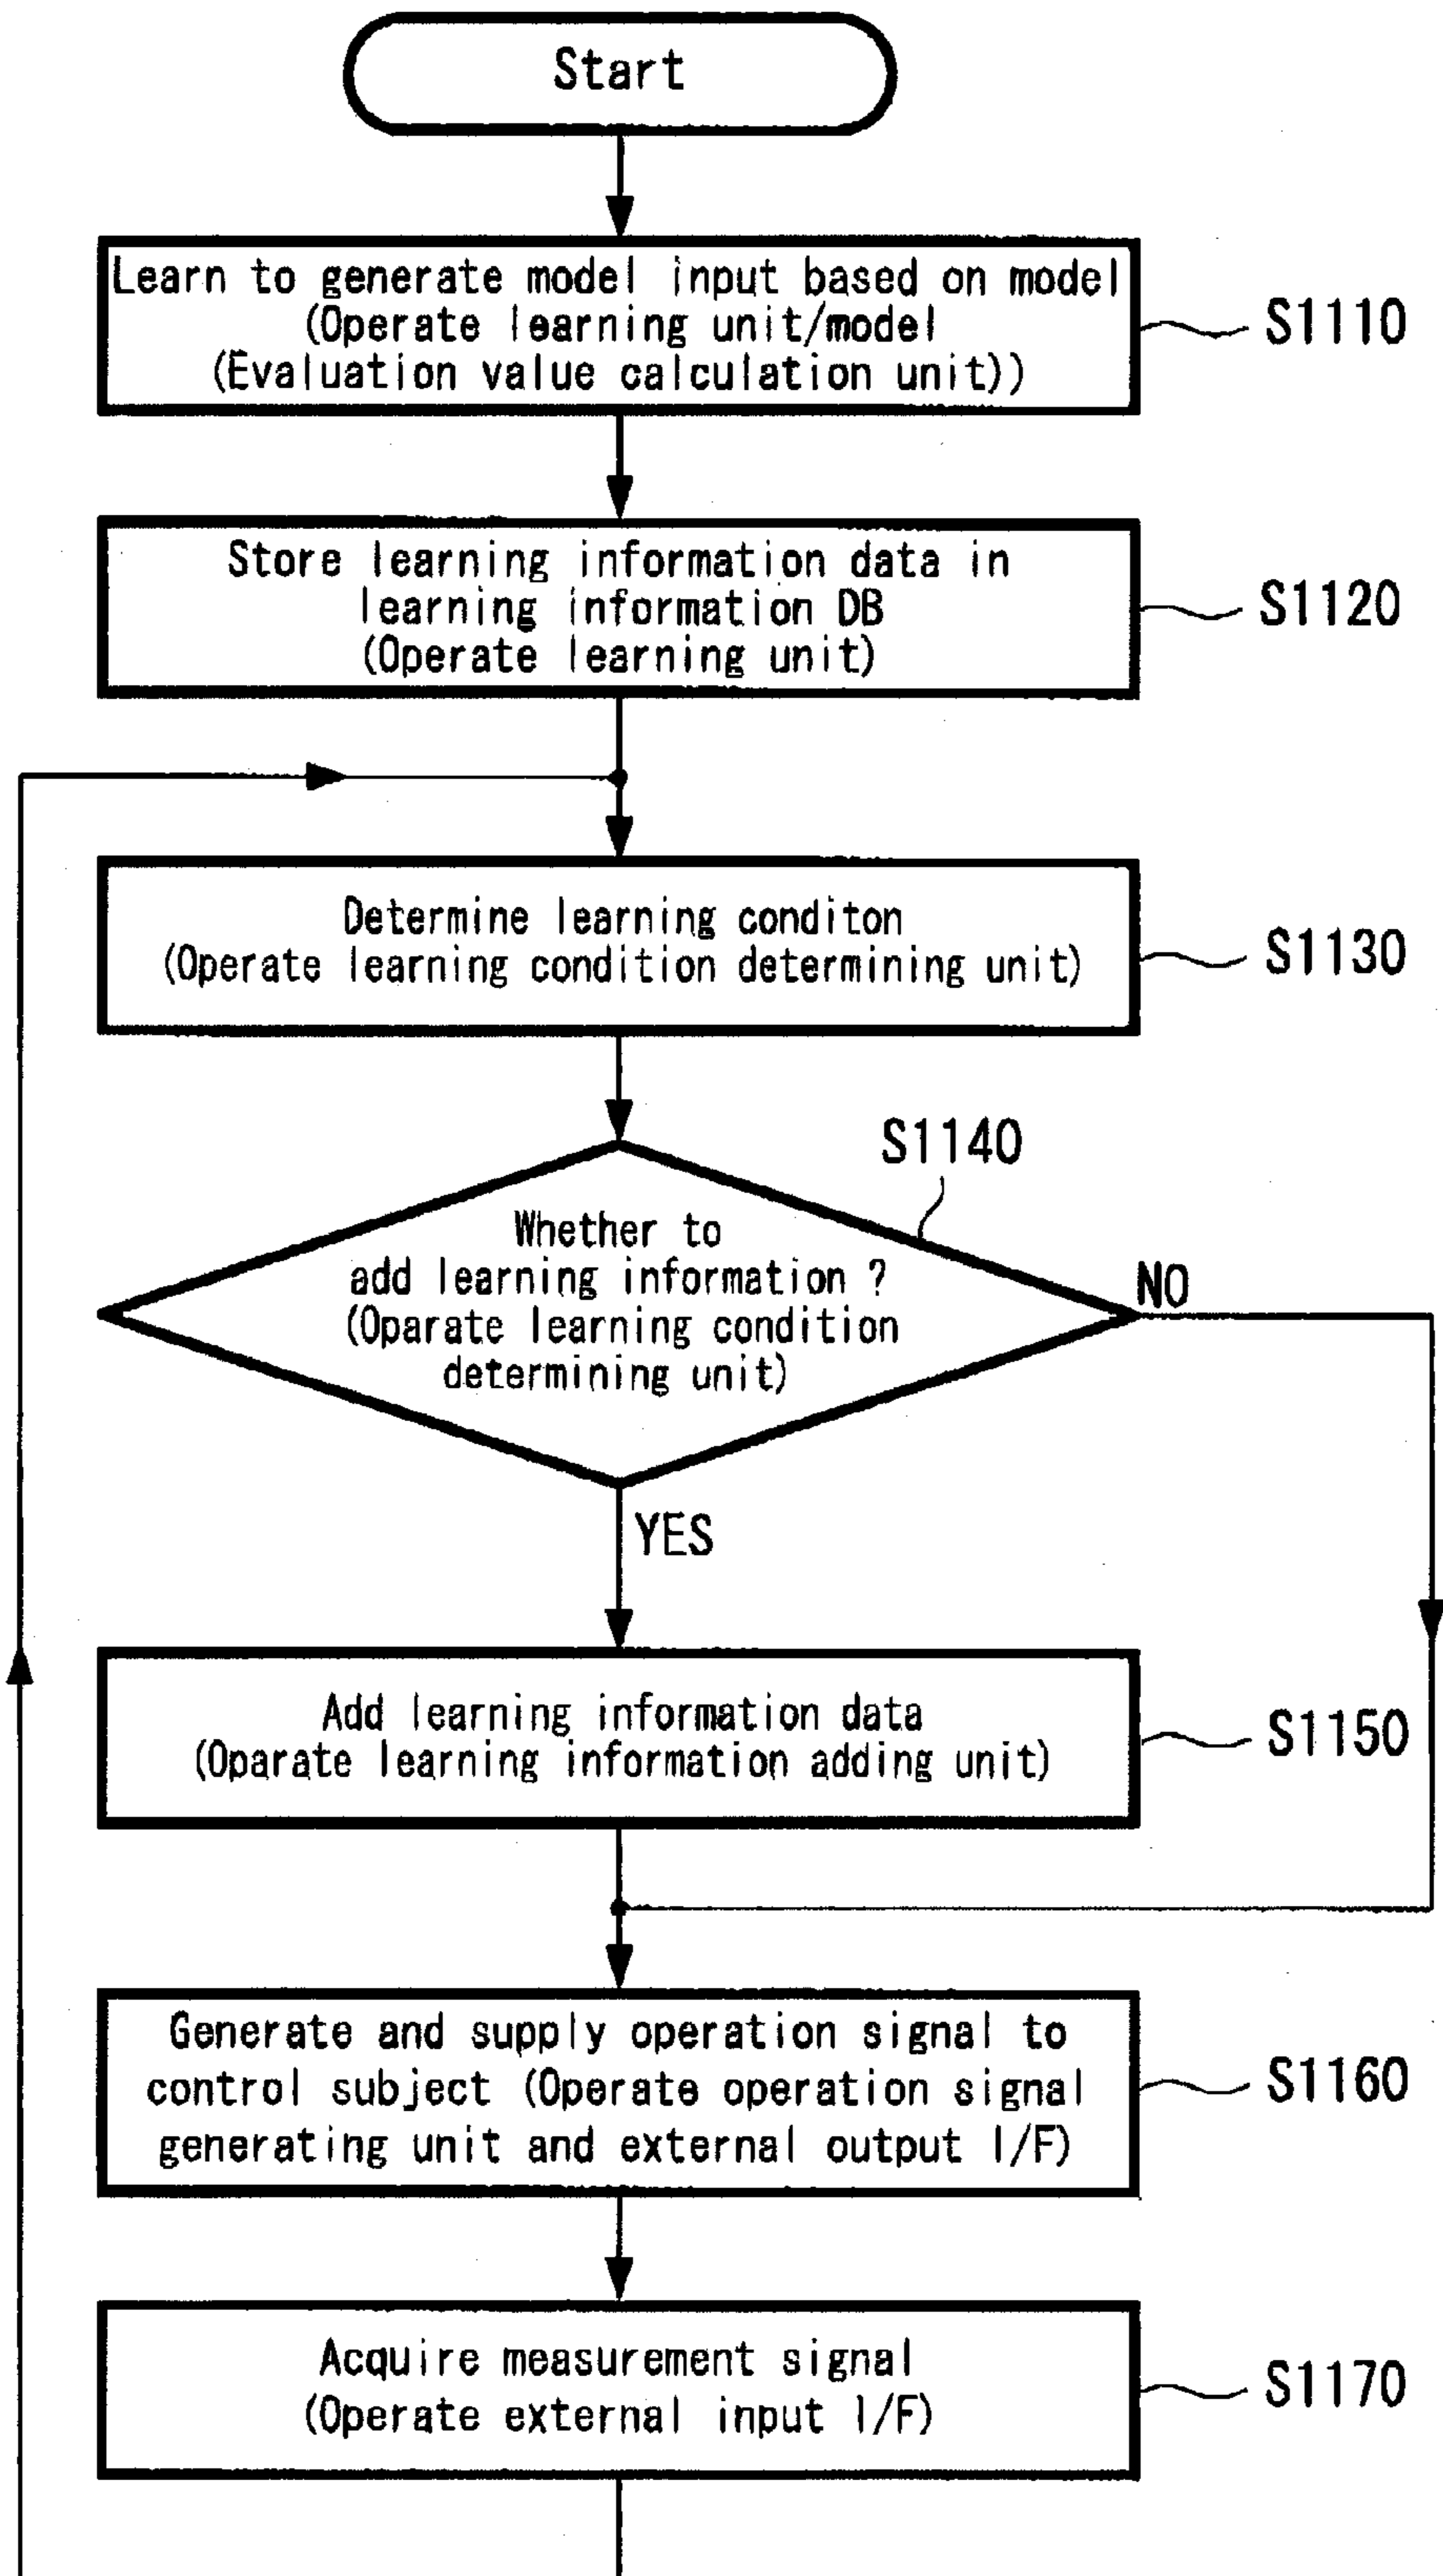 Start
Learn to generate model input based on model
(Operate learning unit/model
(Evaluation value calculation unit))
S1110
Store learning information data in
learning information DB
(Operate learning unit)
S1120
Determine learning conditon
(Operate learning condition determining unit)
S1130
S1140
Whether to
add learning information ?
(Oparate learning condition
determining unit)
NO
YES
Add learning information data
(Oparate learning information adding unit)
S1150
Generate and supply operation signal to
control subject (Operate operation signal
generating unit and external output I/F)
S1160
Acquire measurement signal
(Operate external input I/F)
S1170